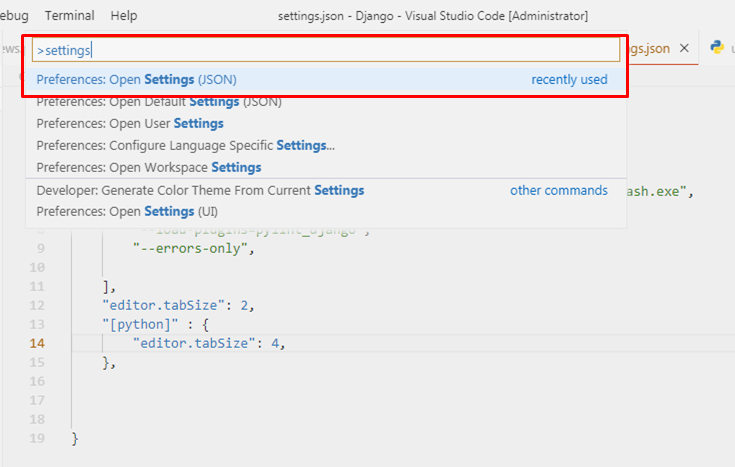 ebug Terminal Help settings.json - Django - Visual Studio Code [Administrator]
>settings
gs.json ×
Preferences: Open Settings (JSON) recently used
Preferences: Open Default Settings (JSON)
Preferences: Open User Settings
Preferences: Configure Language Specific Settings...
Preferences: Open Workspace Settings
Developer: Generate Color Theme From Current Settings other commands
ash.exe",
Preferences: Open Settings (UI)
8 "--load-plugins=pylint_django",
9 "--errors-only",
10
11 ],
12 "editor.tabSize": 2,
13 "[python]" : {
14 "editor.tabSize": 4,
15 },
16
17
18
19 }